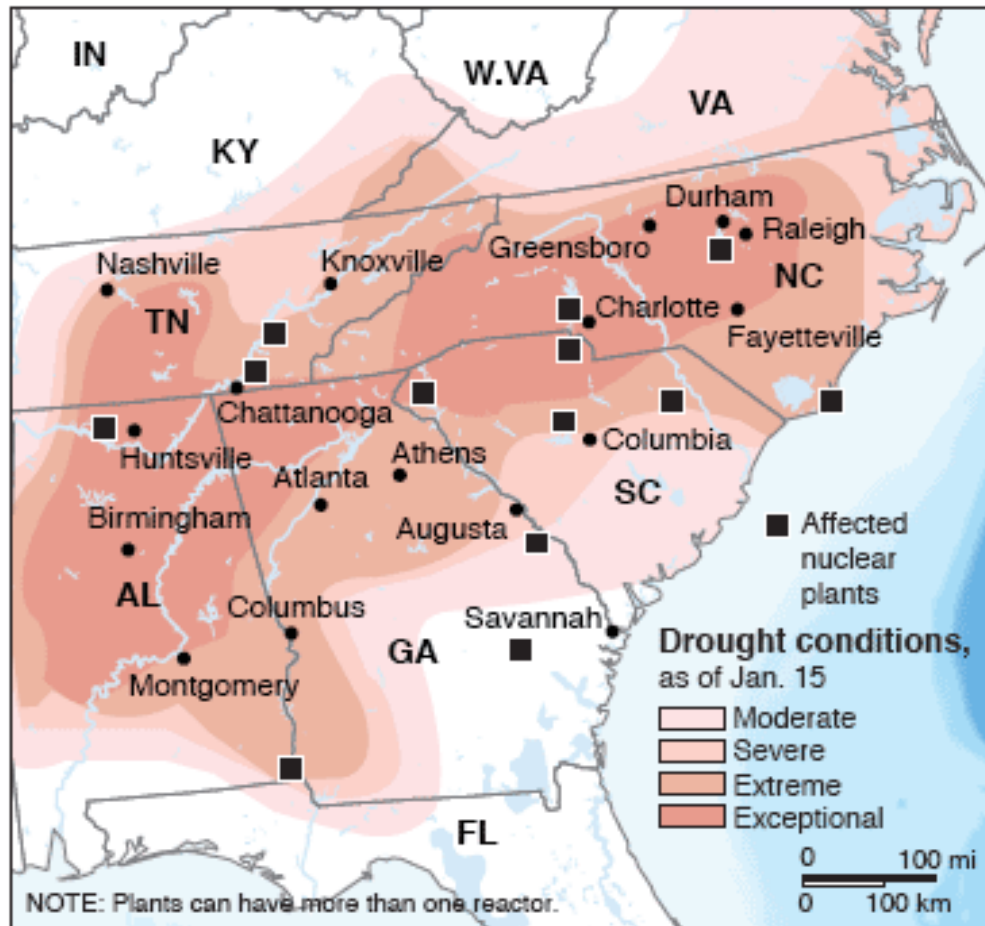 IN
W.VA
VA
KY
Durham
Greensboro
Raleigh
Nashville
Knoxville
NC
TN
Charlotte
Fayetteville
Chattanooga
Huntsville
Athens
Columbia
Atlanta
SC
Birmingham
Augusta
Affected
nuclear
plants
AL
Columbus
Savannah
GA
Montgomery
Drought conditions,
as of Jan. 15
Moderate
Severe
Extreme
Exceptional
FL
0 100 mi
0 100 km
NOTE: Plants can have more than one reactor.